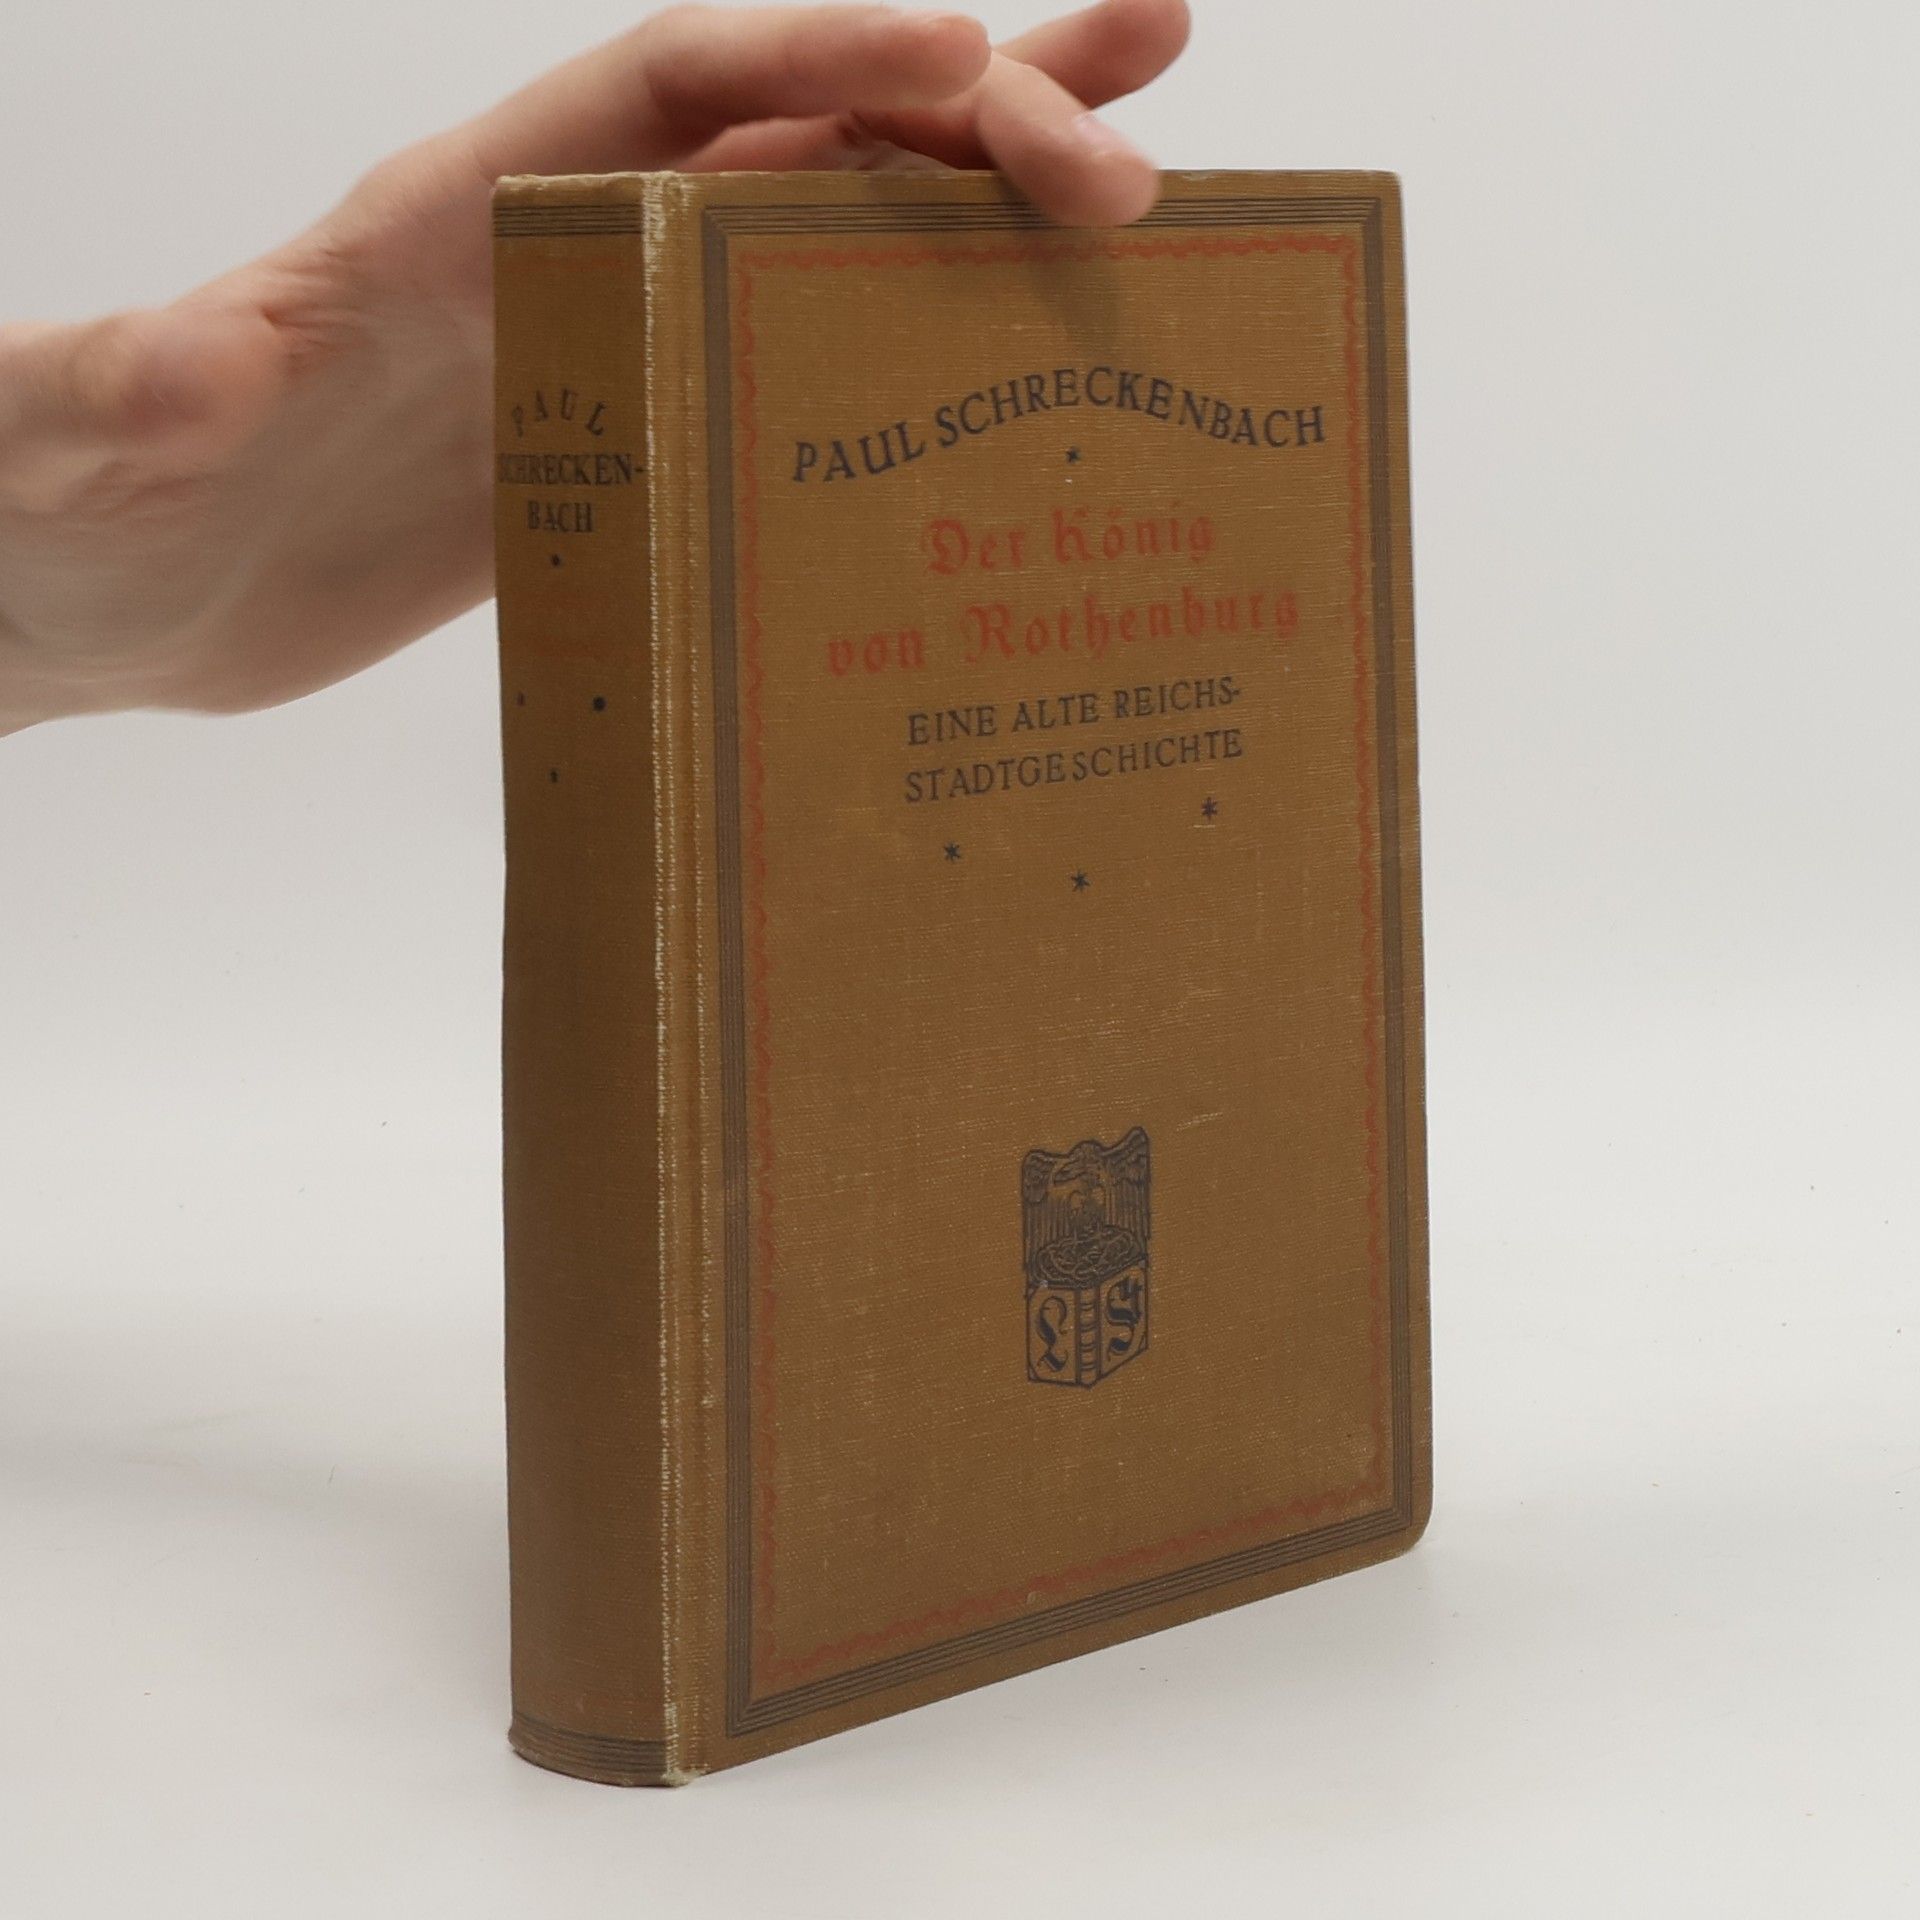 PAUL
SCHRECKEN-
BACH
PAUL SCHRECKENBACH
Der König
von Rothenburg
EINE ALTE REICHS-
STADTGESCHICHTE
L S